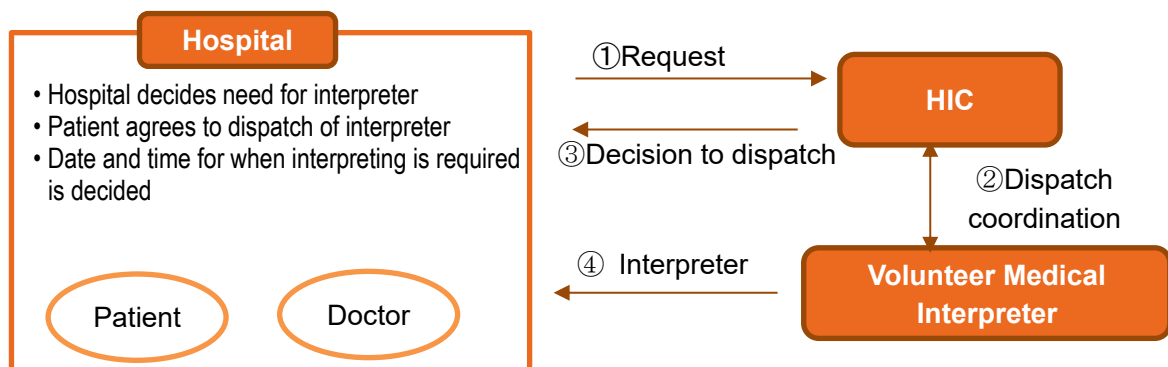 Hospital
• Hospital decides need for interpreter
• Patient agrees to dispatch of interpreter
• Date and time for when interpreting is required
is decided
Patient
Doctor
①Request
HIC
③Decision to dispatch
②Dispatch
coordination
④ Interpreter
Volunteer Medical
Interpreter